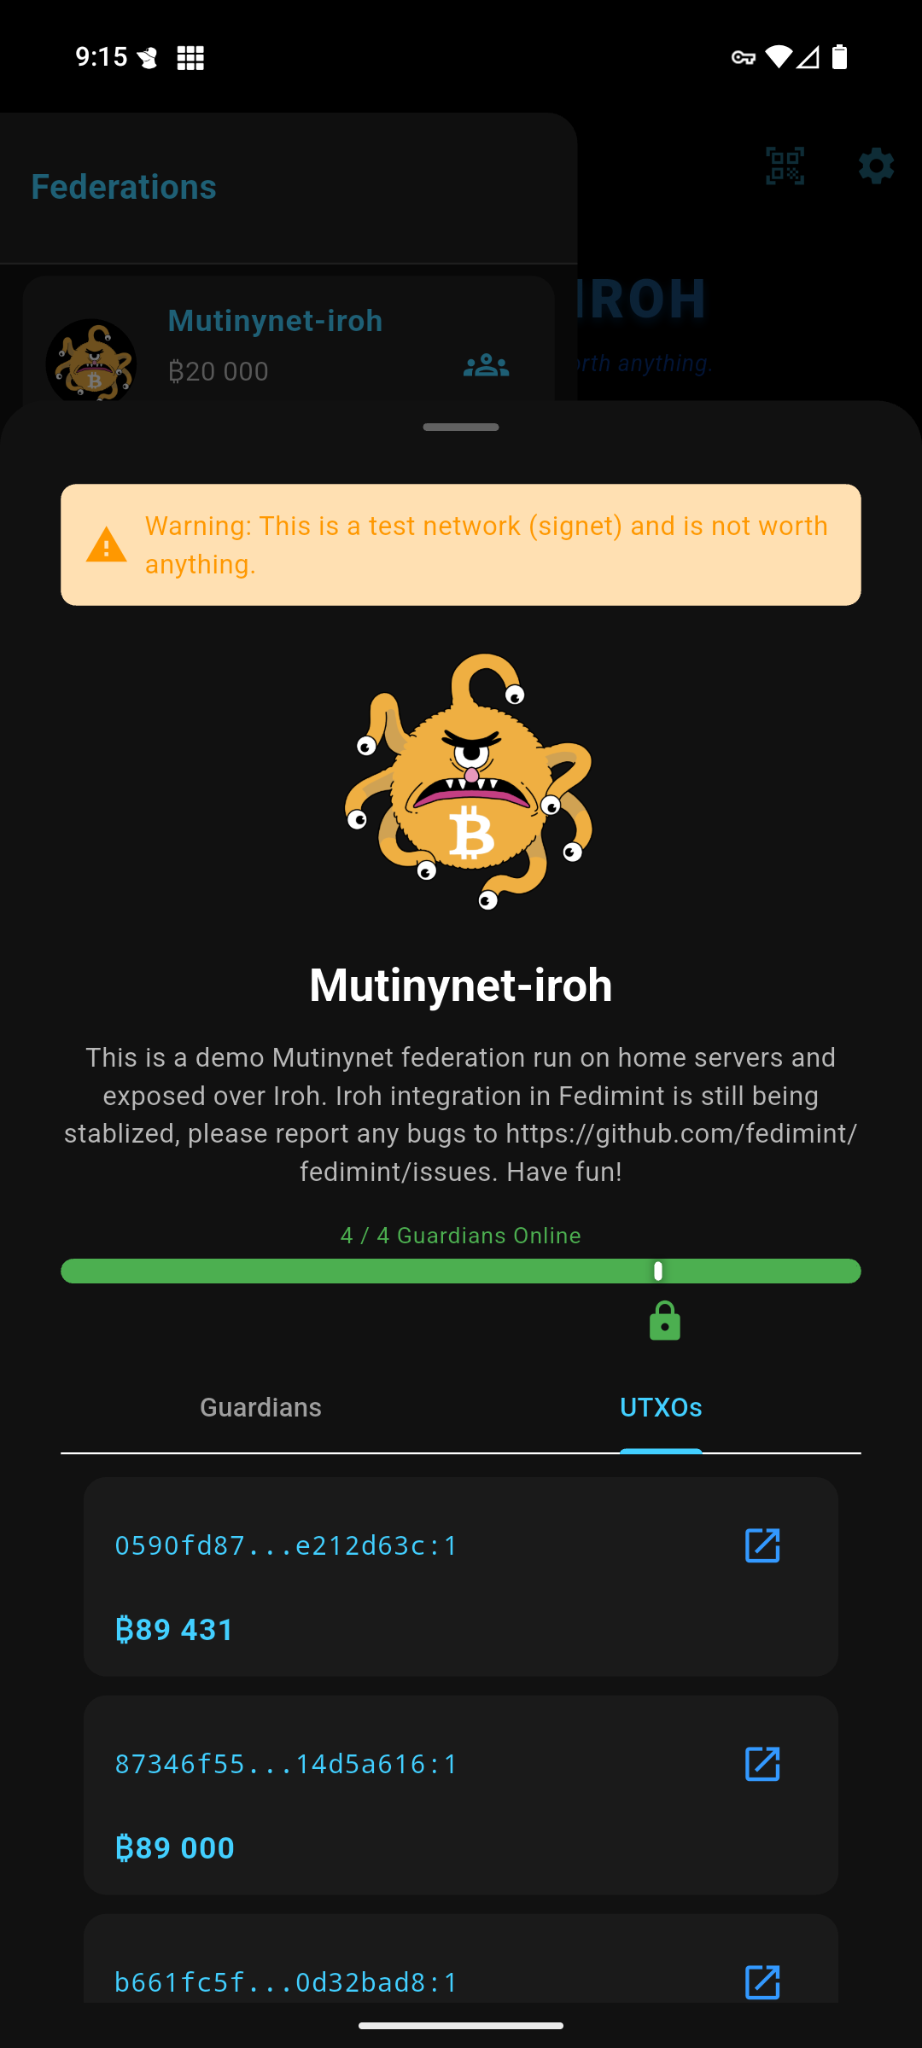 9:15
Federations
IROH
Mutinynet-iroh
₿20 000
orth anything.
Warning: This is a test network (signet) and is not worth
anything.
Mutinynet-iroh
This is a demo Mutinynet federation run on home servers and
exposed over Iroh. Iroh integration in Fedimint is still being
stablized, please report any bugs to https://github.com/fedimint/
fedimint/issues. Have fun!
4 / 4 Guardians Online
Guardians
UTXOs
0590fd87...e212d63c:1
₿89 431
87346f55...14d5a616:1
₿89 000
b661fc5f...0d32bad8:1